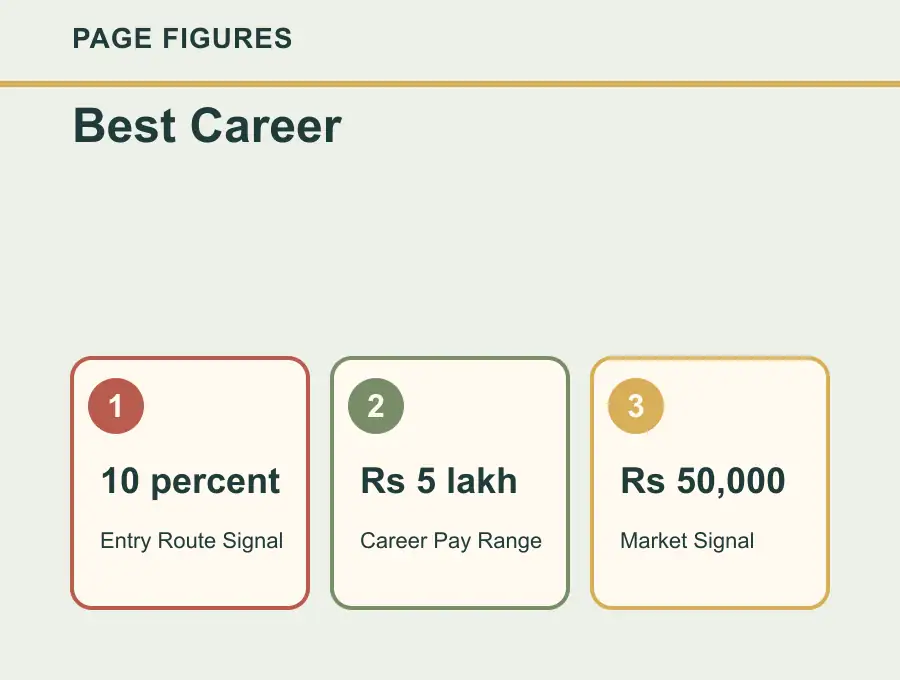 PAGE FIGURES
Best Career
1
10 percent
Entry Route Signal
2
Rs 5 lakh
Career Pay Range
3
Rs 50,000
Market Signal